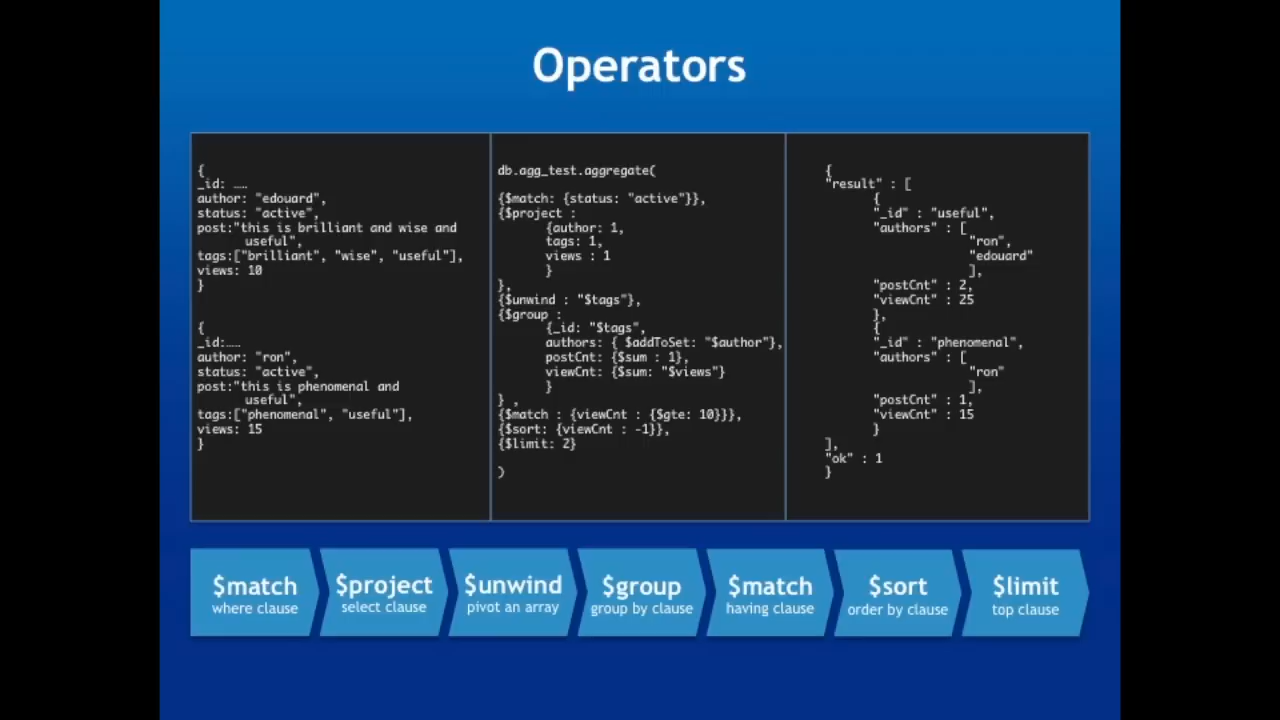 Operators
{
_id: ……
author: "edouard",
status: "active",
post:"this is brilliant and wise and
useful",
tags:["brilliant", "wise", "useful"],
views: 10
}
{
_id:……
author: "ron",
status: "active",
post:"this is phenomenal and
useful",
tags:["phenomenal", "useful"],
views: 15
}
db.agg_test.aggregate(
{$match: {status: "active"}},
{$project :
{author: 1,
tags: 1,
views : 1
}
},
{$unwind : "$tags"},
{$group :
{_id: "$tags",
authors: { $addToSet: "$author"},
postCnt: {$sum : 1},
viewCnt: {$sum: "$views"}
}
} ,
{$match : {viewCnt : {$gte: 10}}},
{$sort: {viewCnt : -1}},
{$limit: 2}
)
{
"result" : [
{
"_id" : "useful",
"authors" : [
"ron",
"edouard"
],
"postCnt" : 2,
"viewCnt" : 25
},
{
"_id" : "phenomenal",
"authors" : [
"ron"
],
"postCnt" : 1,
"viewCnt" : 15
}
],
"ok" : 1
}
$match
where clause
$project
select clause
$unwind
pivot an array
$group
group by clause
$match
having clause
$sort
order by clause
$limit
top clause